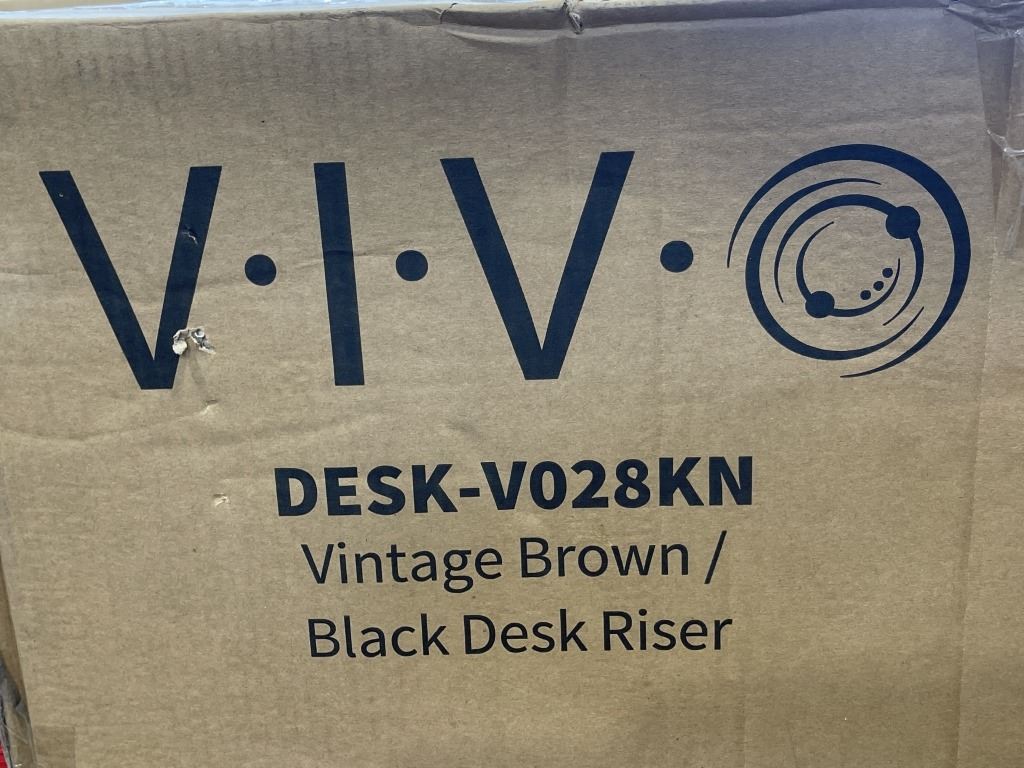 V·I·V·O
DESK-V028KN
Vintage Brown /
Black Desk Riser